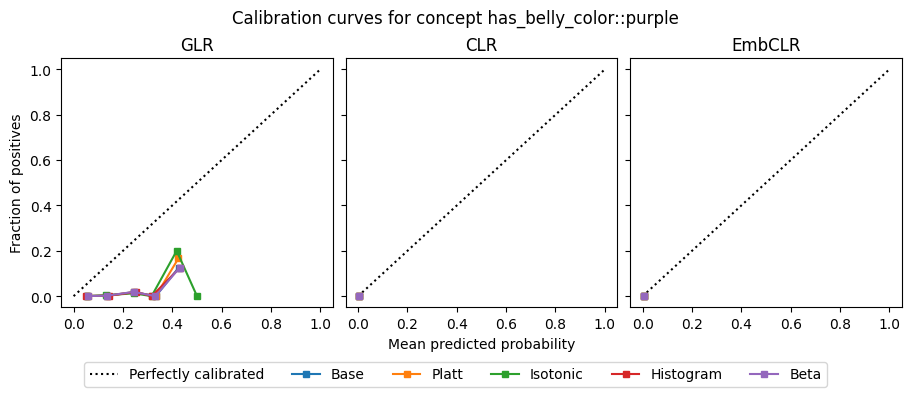 Calibration curves for concept has_belly_color::purple
GLR
CLR
EmbCLR
Fraction of positives
1.0
0.8
0.6
0.4
0.2
0.0
0.0 0.2 0.4 0.6 0.8 1.0
0.0 0.2 0.4 0.6 0.8 1.0
0.0 0.2 0.4 0.6 0.8 1.0
Mean predicted probability
Perfectly calibrated Base Platt Isotonic Histogram Beta